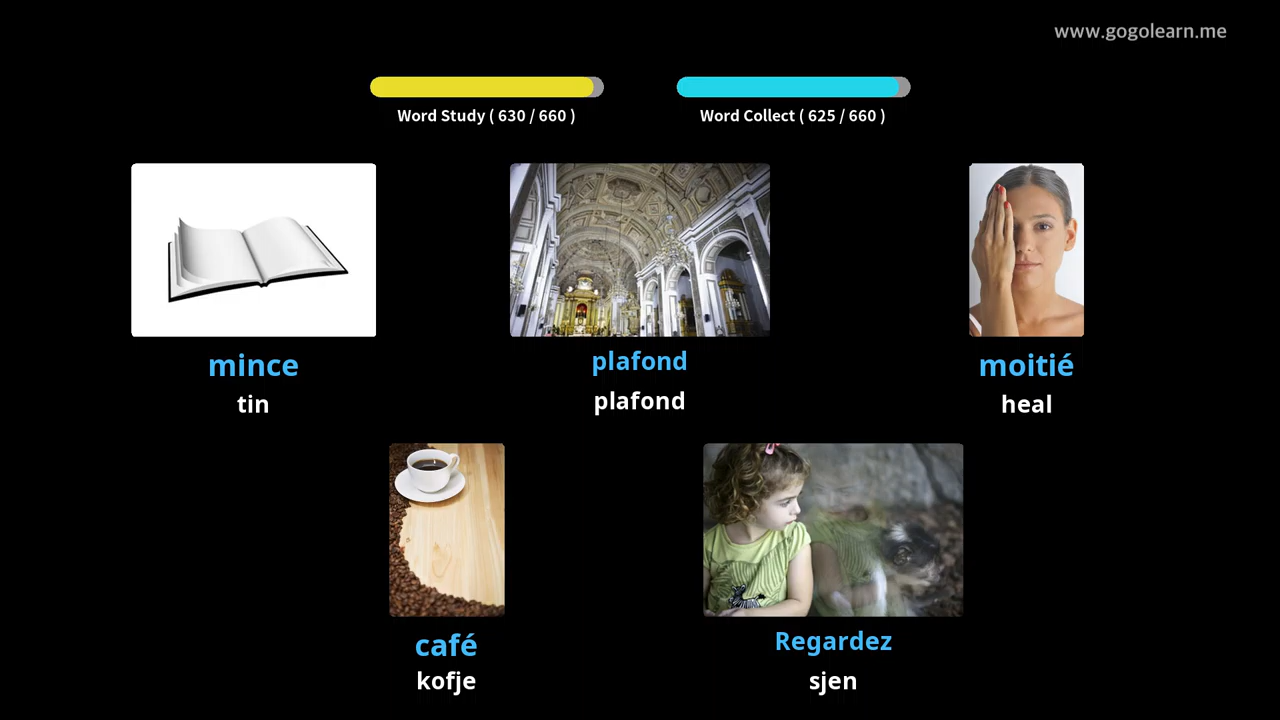 www.gogolearn.me
Word Study ( 630 / 660 )
Word Collect ( 625 / 660 )
mince
tin
plafond
plafond
moitié
heal
café
kofje
Regardez
sjen